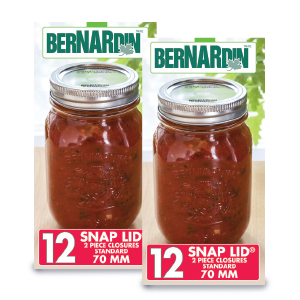 BERNARDIN
12
SNAP LID
2 PIECE CLOSURES
STANDARD
70 MM
BERNARDIN
12
SNAP LID®
2 PIECE CLOSURES
STANDARD
70 MM